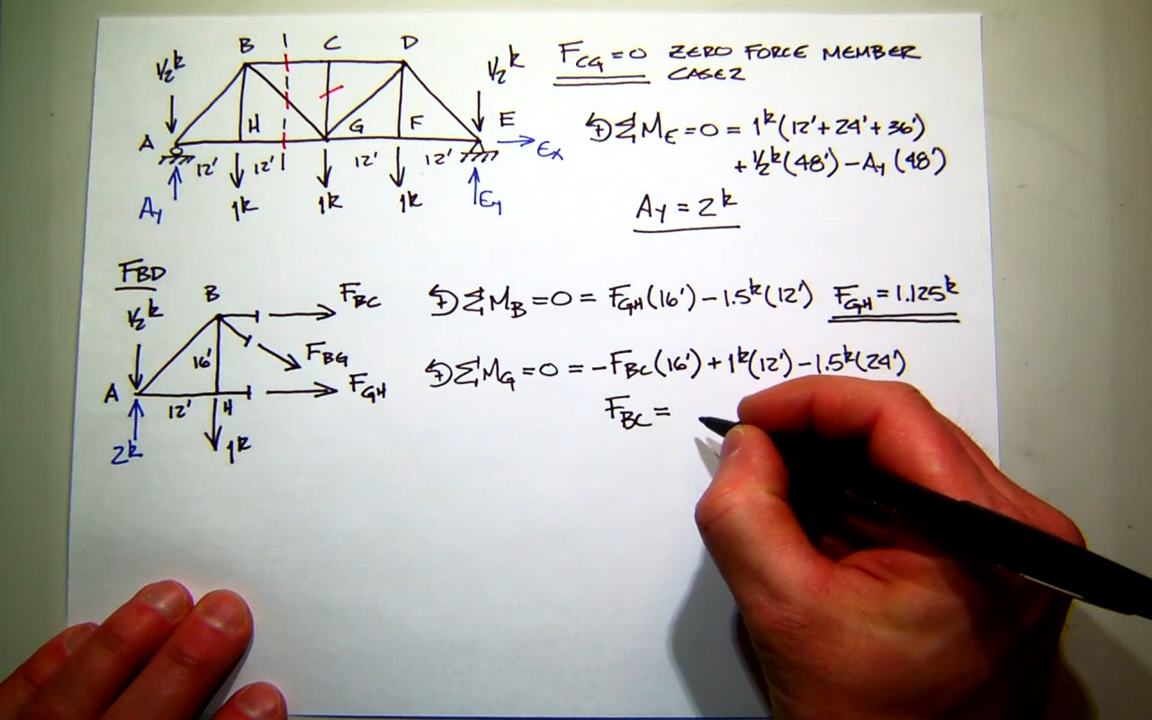 B 1 C D
½k ½k
A H G F E
12' 12' 12' 12' Ex
1
Ay 1k 1k 1k Ey
FCG = 0 ZERO FORCE MEMBER
CASE 2
↺ΣME = 0 = 1k(12'+24'+36')
+ ½k(48') - Ay(48')
Ay = 2k
FBD
½k B FBC
16' FBG
A 12' H FGH
2k 1k
↺ΣMB = 0 = FGH(16') - 1.5k(12') FGH = 1.125k
↺ΣMG = 0 = -FBC(16') + 1k(12') - 1.5k(24')
FBC =